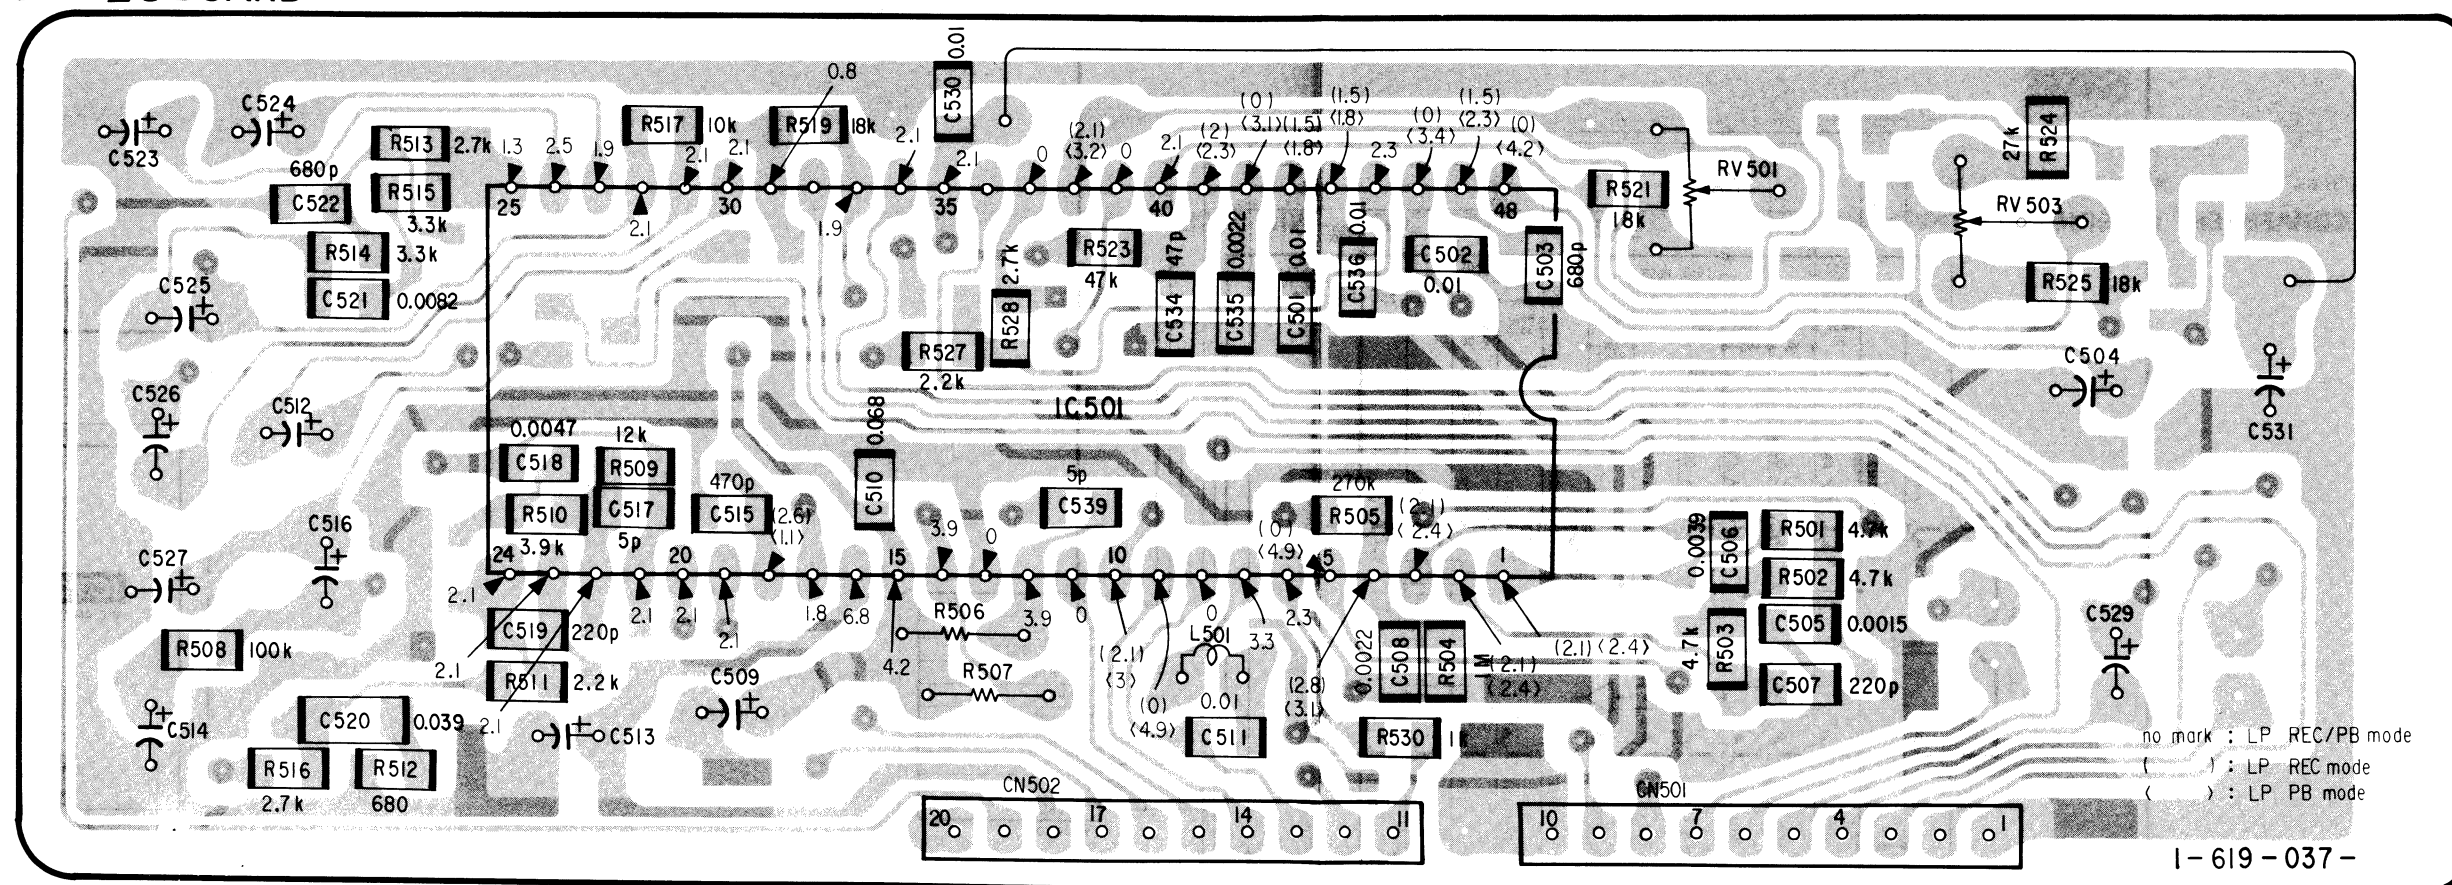 C530
0.01
0.8
C524
C523
R513
2.7k
R517
10k
R519
18k
1.3
2.5
1.9
2.1
2.1
2.1
2.1
0
(2.1)
⟨3.2⟩
0
2.1
(2)
⟨2.3⟩
(0)
⟨3.1⟩
(1.5)
⟨1.8⟩
(1.5)
⟨1.8⟩
2.3
(0)
⟨3.4⟩
(1.5)
⟨2.3⟩
(0)
⟨4.2⟩
R524
27k
RV501
RV503
R521
18k
R525
18k
680p
C522
R515
3.3k
R514
3.3k
C521
0.0082
25
30
35
40
48
2.1
1.9
C525
R528
2.7k
R523
47k
C534
47p
C535
0.0022
C501
0.01
C536
0.01
C502
0.01
C503
680p
R527
2.2k
IC501
C504
C531
C526
C512
0.0047
C518
12k
R509
R510
3.9k
C517
5p
470p
C515
(2.6)
⟨1.1⟩
C510
0.068
3.9
0
5p
C539
(0)
⟨4.9⟩
270k
R505
(2.1)
⟨2.4⟩
C506
0.0039
R501
4.7k
R502
4.7k
C505
0.0015
R503
4.7k
C507
220p
C516
C527
24
20
15
10
5
1
2.1
2.1
2.1
2.1
1.8
6.8
4.2
R506
3.9
0
(2.1)
⟨3⟩
0
L501
3.3
2.3
C519
220p
R511
2.2k
2.1
2.1
R508
100k
C509
R507
(0)
⟨4.9⟩
0.01
C511
(2.8)
⟨3.1⟩
0.0022
C508
R504
1M
(2.1)
⟨2.4⟩
(2.1) ⟨2.4⟩
R530
1k
C529
C514
C520
0.039
C513
R516
2.7k
R512
680
CN502
20
17
14
11
CN501
10
7
4
1
no mark : LP REC/PB mode
( ) : LP REC mode
⟨ ⟩ : LP PB mode
1-619-037-